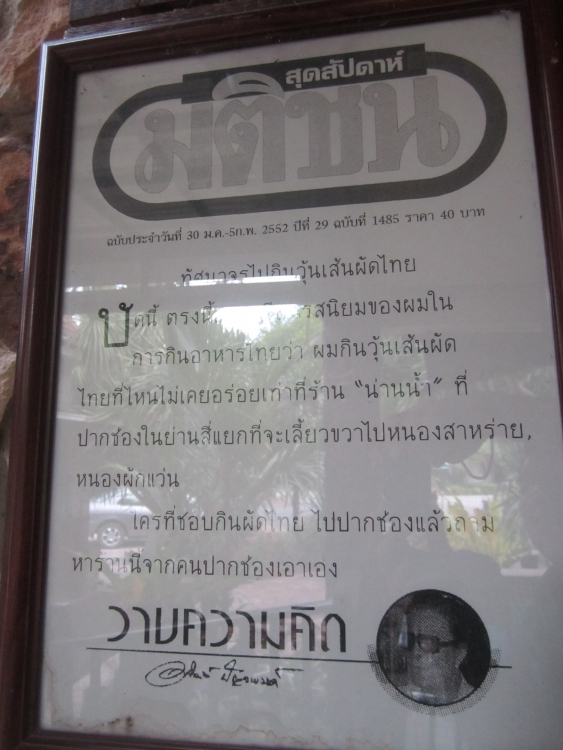 สุดสัปดาห์
มติชน
ฉบับประจำวันที่ 30 ม.ค.-5ก.พ. 2552 ปีที่ 29 ฉบับที่ 1485 ราคา 40 บาท
ทัศนาจรไปกินวุ้นเส้นผัดไทย
บัดนี้ ตรงนี้ รสนิยมของผมใน
การกินอาหารไทยว่า ผมกินวุ้นเส้นผัด
ไทยที่ไหนไม่เคยอร่อยเท่าที่ร้าน “น่านน้ำ” ที่
ปากช่องในย่านสี่แยกที่จะเลี้ยวขวาไปหนองสาหร่าย,
หนองผักแว่น
ใครที่ชอบกินผัดไทย ไปปากช่องแล้วถาม
หาร้านนี้จากคนปากช่องเอาเอง
วาบความคิด